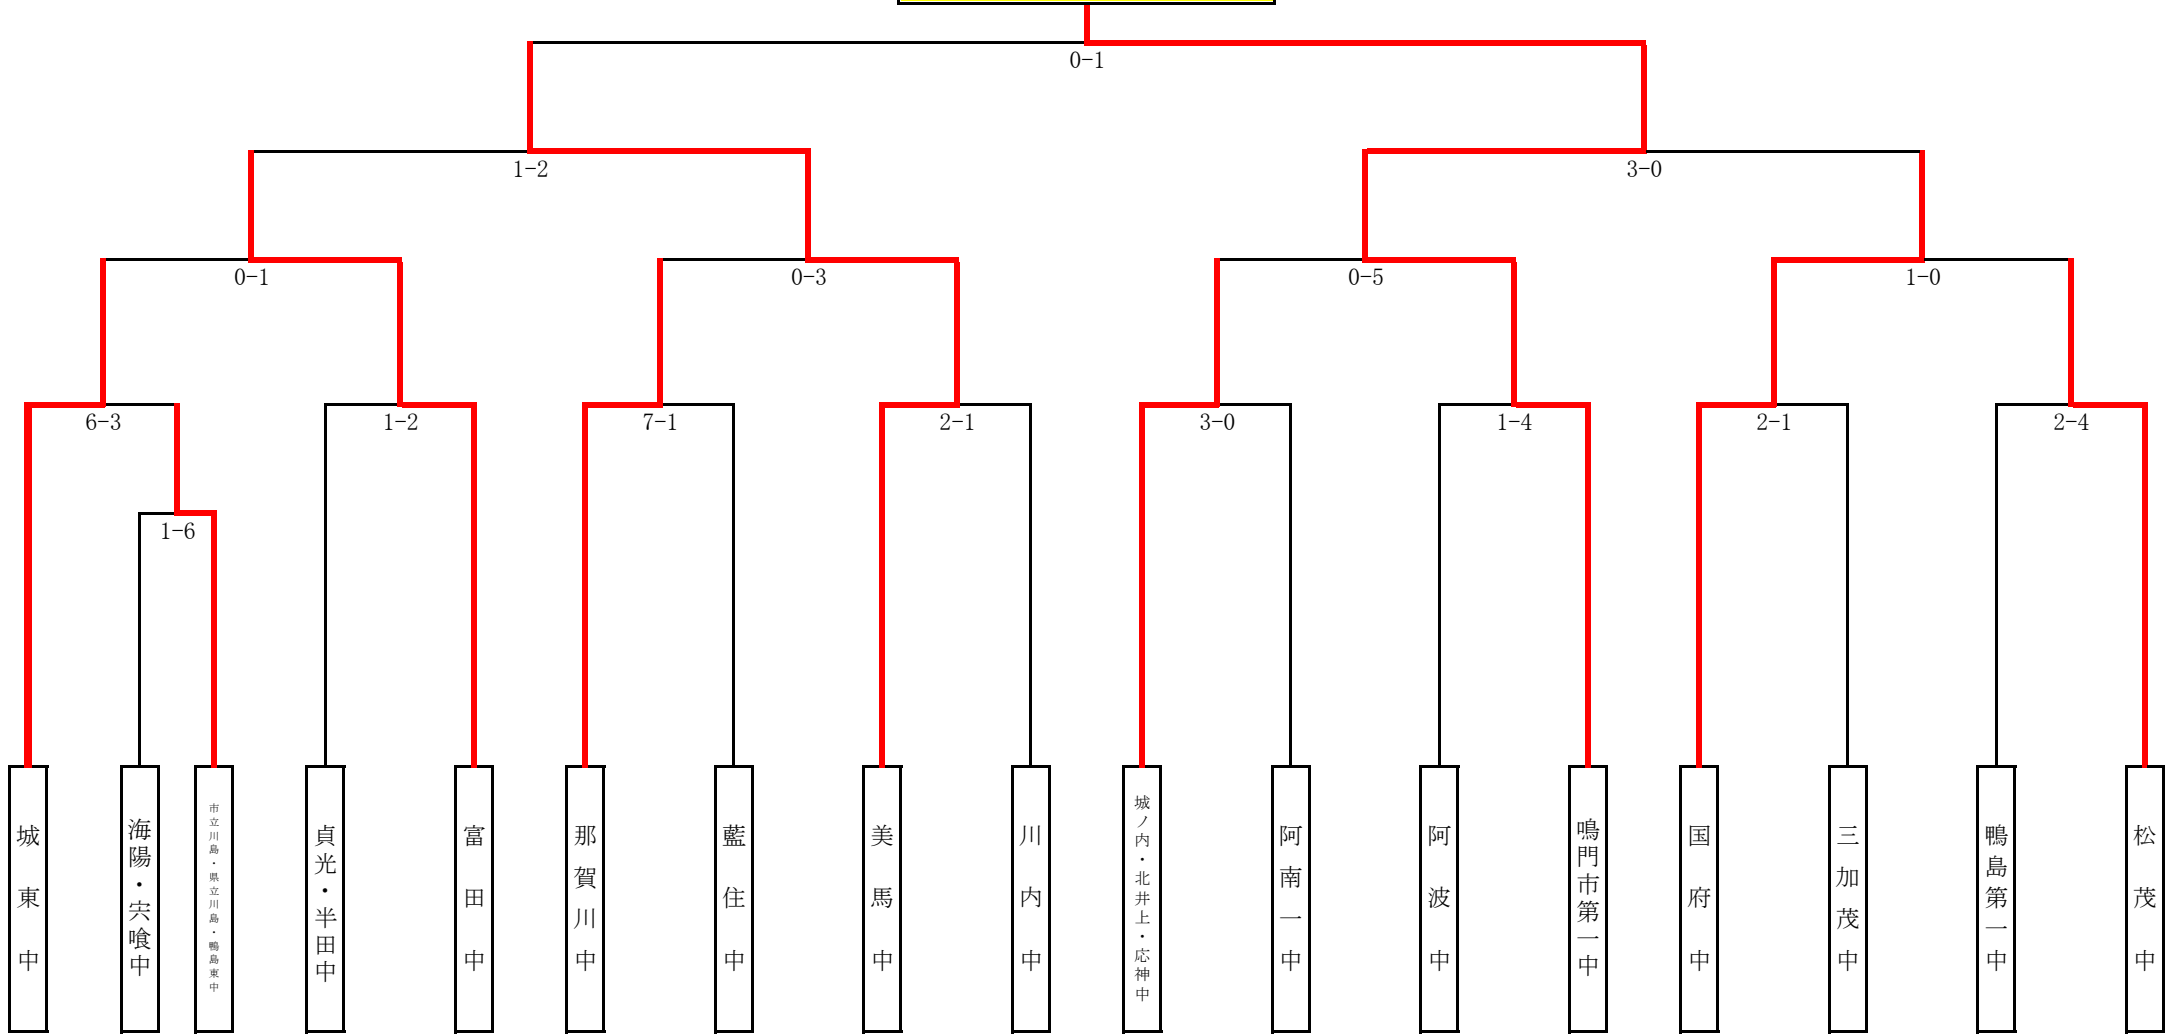 0-1
1-2
3-0
0-1
0-3
0-5
1-0
6-3
1-2
7-1
2-1
3-0
1-4
2-1
2-4
1-6
城東中
海陽・宍喰中
市立川島・県立川島・鴨島東中
貞光・半田中
富田中
那賀川中
藍住中
美馬中
川内中
城ノ内・北井上・応神中
阿南一中
阿波中
鳴門市第一中
国府中
三加茂中
鴨島第一中
松茂中